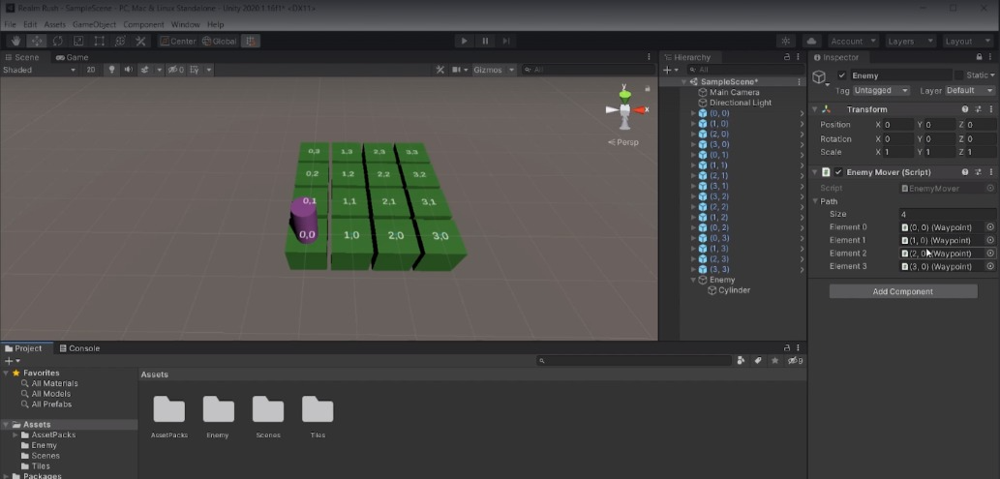 Realm Rush - SampleScene - PC, Mac & Linux Standalone - Unity 2020.1.15f1* <DX11>
File Edit Assets GameObject Component Window Help
Center Global Account Layers Layout
Scene Game
Shaded 2D 0 Gizmos All
y
x
Persp
0,3 1,3 2,3 3,3
0,2 1,2 2,2 3,2
0,1 1,1 2,1 3,1
0,0 1,0 2,0 3,0
Hierarchy
All
SampleScene*
Main Camera
Directional Light
(0, 0)
(1, 0)
(2, 0)
(3, 0)
(0, 1)
(1, 1)
(2, 1)
(3, 1)
(3, 2)
(2, 2)
(1, 2)
(0, 2)
(0, 3)
(1, 3)
(2, 3)
(3, 3)
Enemy
Cylinder
Inspector
Enemy Static
Tag Untagged Layer Default
Transform
Position X 0 Y 0 Z 0
Rotation X 0 Y 0 Z 0
Scale X 1 Y 1 Z 1
Enemy Mover (Script)
Script EnemyMover
Path
Size 4
Element 0 (0, 0) (Waypoint)
Element 1 (1, 0) (Waypoint)
Element 2 (2, 0) (Waypoint)
Element 3 (3, 0) (Waypoint)
Add Component
Project Console
9
Favorites
All Materials
All Models
All Prefabs
Assets
AssetPacks
Enemy
Scenes
Tiles
Packages
Assets
AssetPacks Enemy Scenes Tiles